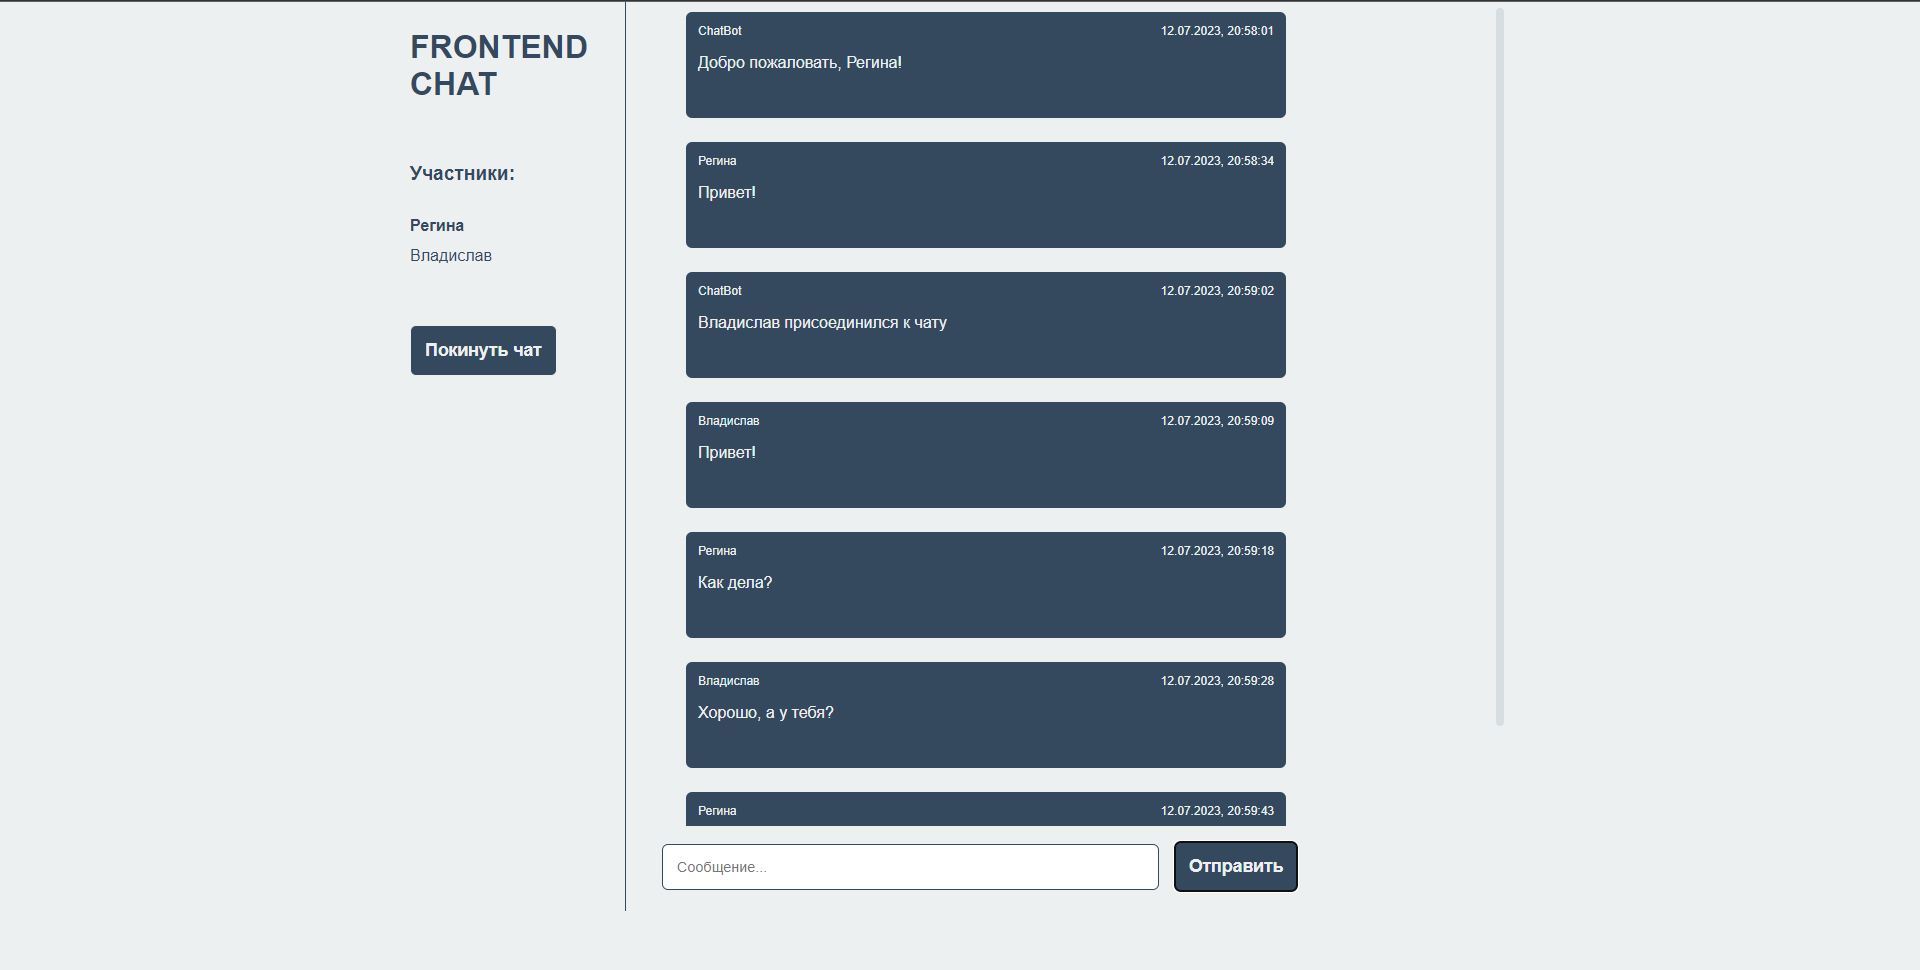 FRONTEND
CHAT
Участники:
Регина
Владислав
Покинуть чат
ChatBot 12.07.2023, 20:58:01
Добро пожаловать, Регина!
Регина 12.07.2023, 20:58:34
Привет!
ChatBot 12.07.2023, 20:59:02
Владислав присоединился к чату
Владислав 12.07.2023, 20:59:09
Привет!
Регина 12.07.2023, 20:59:18
Как дела?
Владислав 12.07.2023, 20:59:28
Хорошо, а у тебя?
Регина 12.07.2023, 20:59:43
Сообщение...
Отправить